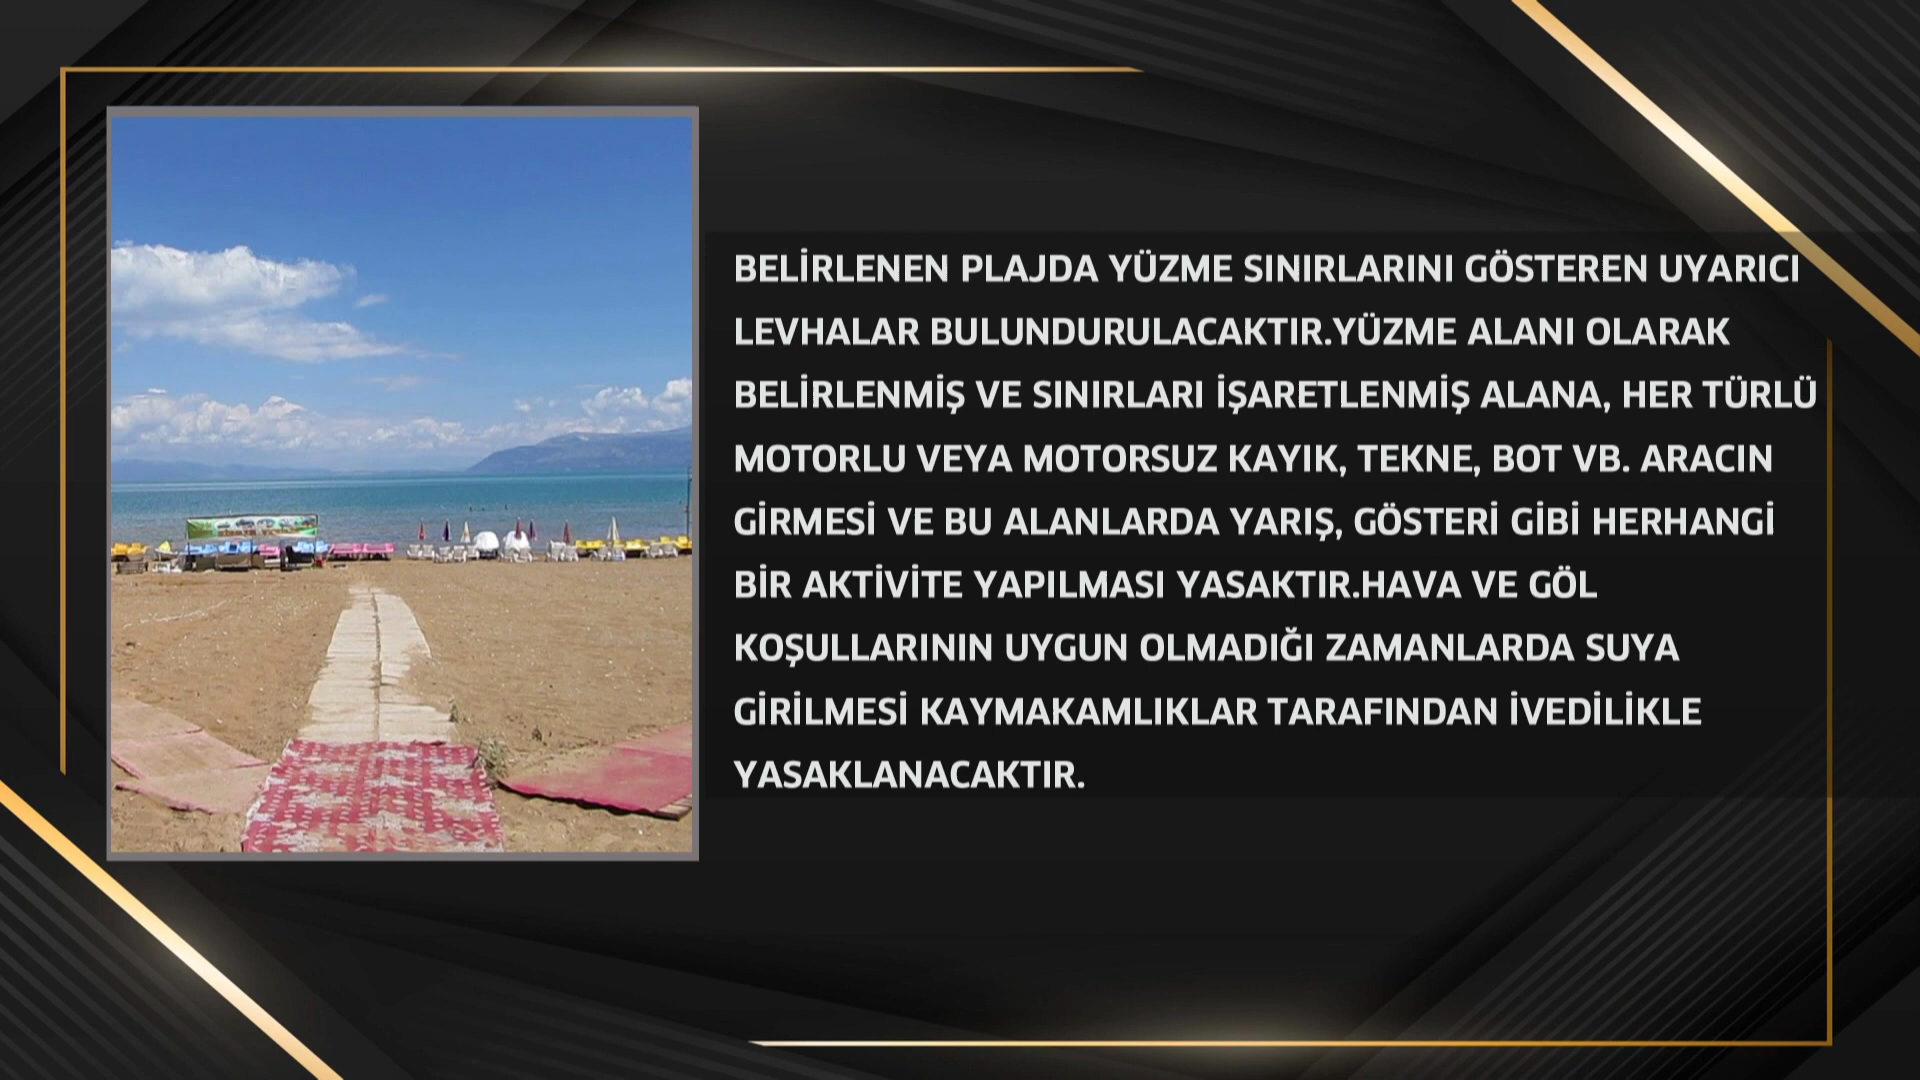 BELİRLENEN PLAJDA YÜZME SINIRLARINI GÖSTEREN UYARICI
LEVHALAR BULUNDURULACAKTIR.YÜZME ALANI OLARAK
BELİRLENMİŞ VE SINIRLARI İŞARETLENMİŞ ALANA, HER TÜRLÜ
MOTORLU VEYA MOTORSUZ KAYIK, TEKNE, BOT VB. ARACIN
GİRMESİ VE BU ALANLARDA YARIŞ, GÖSTERİ GİBİ HERHANGİ
BİR AKTİVİTE YAPILMASI YASAKTIR.HAVA VE GÖL
KOŞULLARININ UYGUN OLMADIĞI ZAMANLARDA SUYA
GİRİLMESİ KAYMAKAMLIKLAR TARAFINDAN İVEDİLİKLE
YASAKLANACAKTIR.